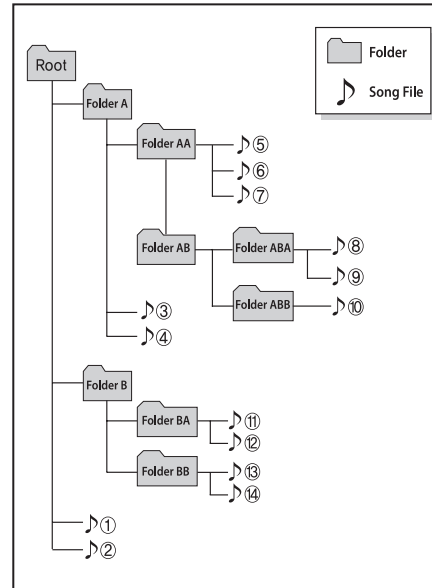 Root
Folder
Song File
Folder A
Folder AA
⑤
⑥
⑦
Folder AB
Folder ABA
⑧
⑨
Folder ABB
⑩
③
④
Folder B
Folder BA
⑪
⑫
Folder BB
⑬
⑭
①
②